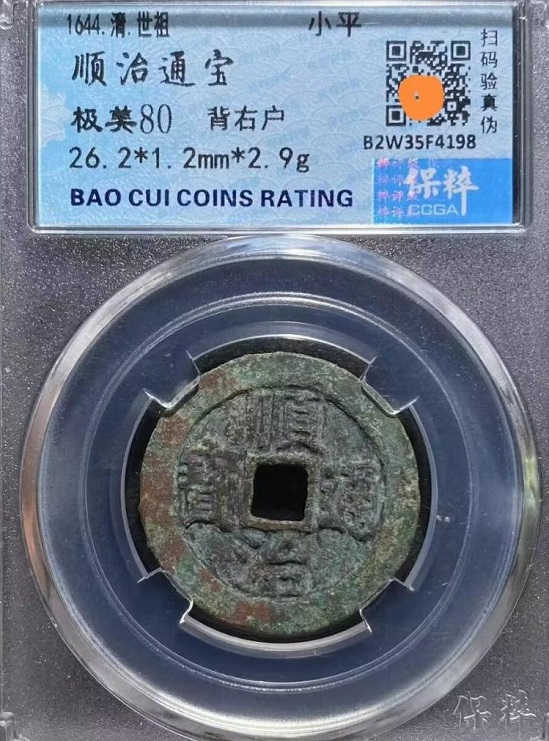 1644.清.世祖 小平
顺治通宝
极美80 背右户
26.2*1.2mm*2.9g
BAO CUI COINS RATING
扫码验真伪
B2W35F4198
保粹
CCGA
順治通寳
保粹